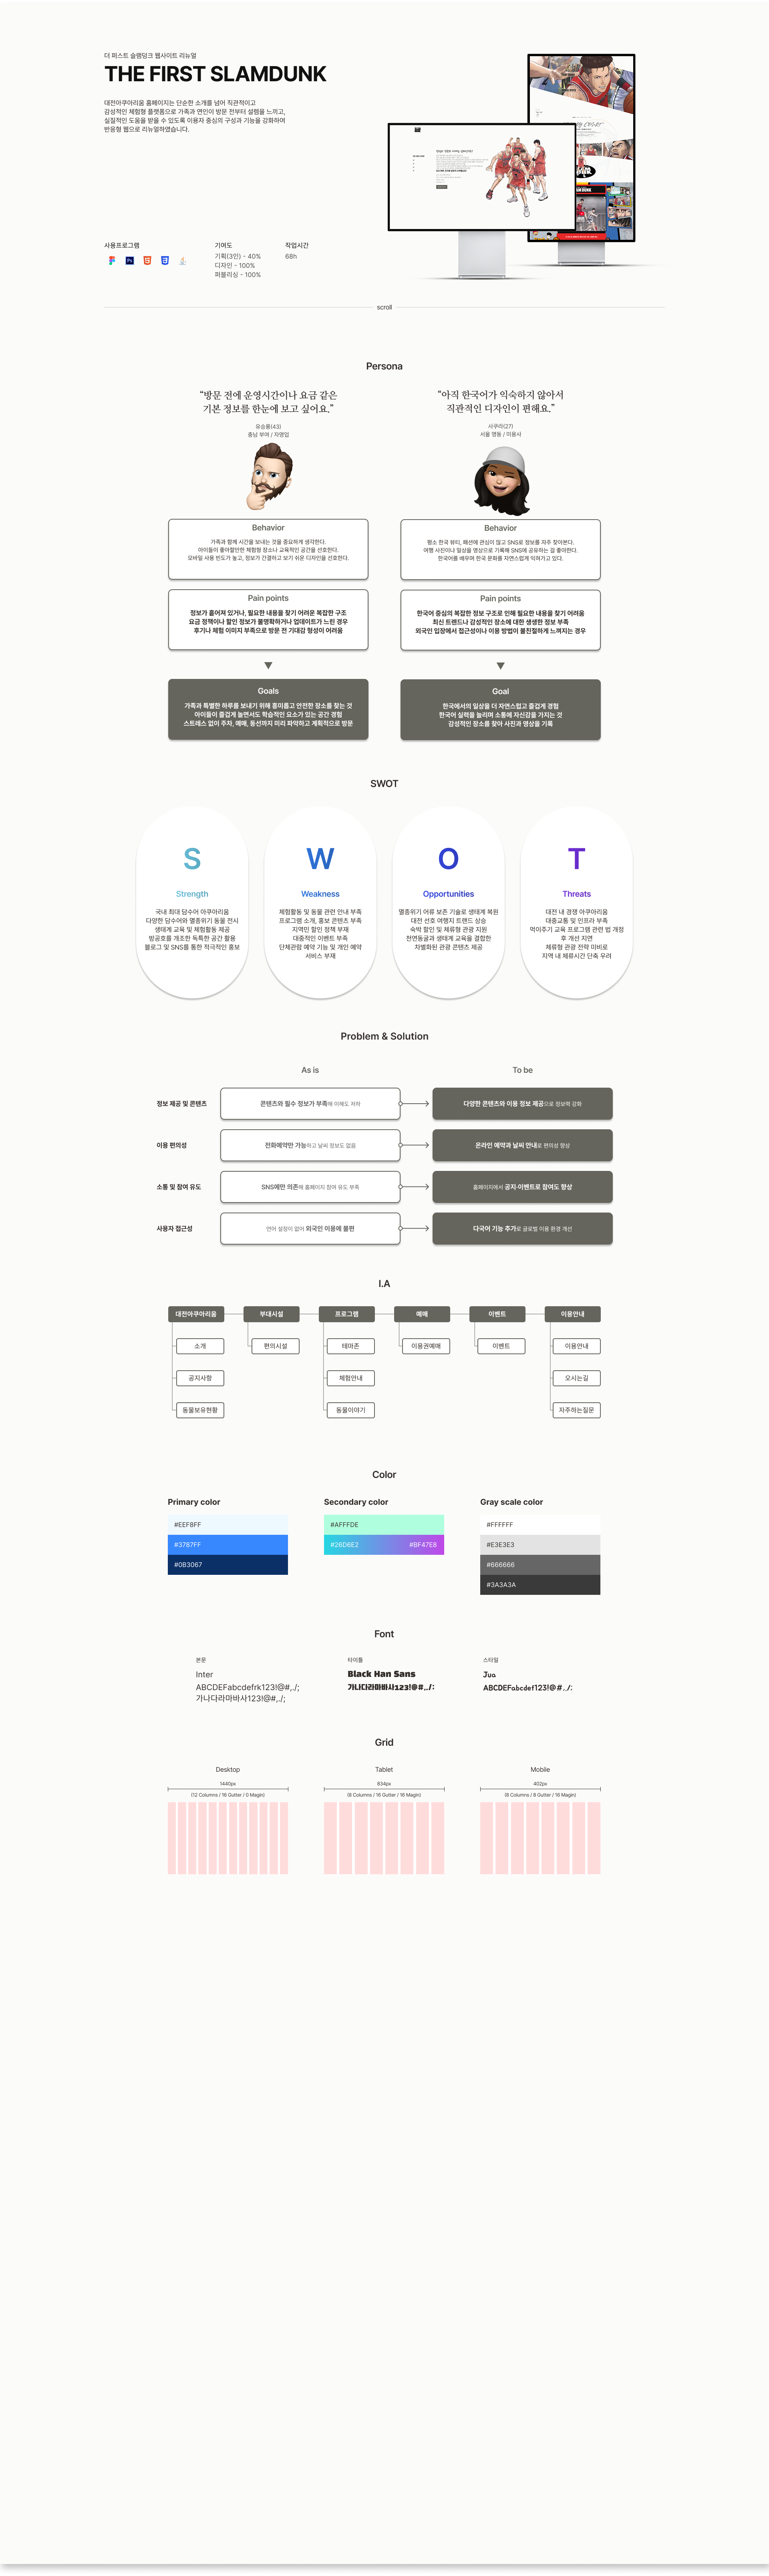 더 퍼스트 슬램덩크 웹사이트 리뉴얼
THE FIRST SLAMDUNK
대전아쿠아리움 홈페이지는 단순한 소개를 넘어 직관적이고
감성적인 체험형 플랫폼으로 가족과 연인이 방문 전부터 설렘을 느끼고,
실질적인 도움을 받을 수 있도록 이용자 중심의 구성과 기능을 강화하여
반응형 웹으로 리뉴얼하였습니다.
사용프로그램
기여도
작업시간
기획(3인) - 40%
68h
디자인 - 100%
퍼블리싱 - 100%
scroll
Persona
“방문 전에 운영시간이나 요금 같은
기본 정보를 한눈에 보고 싶어요.”
유승룡(43)
충남 부여 / 자영업
“아직 한국어가 익숙하지 않아서
직관적인 디자인이 편해요.”
사쿠라(27)
서울 명동 / 미용사
Behavior
가족과 함께 시간을 보내는 것을 중요하게 생각한다.
아이들이 좋아할만한 체험형 장소나 교육적인 공간을 선호한다.
모바일 사용 빈도가 높고, 정보가 간결하고 보기 쉬운 디자인을 선호한다.
Behavior
평소 한국 뷰티, 패션에 관심이 많고 SNS로 정보를 자주 찾아본다.
여행 사진이나 일상을 영상으로 기록해 SNS에 공유하는 걸 좋아한다.
한국어를 배우며 한국 문화를 자연스럽게 익혀가고 있다.
Pain points
정보가 흩어져 있거나, 필요한 내용을 찾기 어려운 복잡한 구조
요금 정책이나 할인 정보가 불명확하거나 업데이트가 느린 경우
후기나 체험 이미지 부족으로 방문 전 기대감 형성이 어려움
Pain points
한국어 중심의 복잡한 정보 구조로 인해 필요한 내용을 찾기 어려움
최신 트렌드나 감성적인 장소에 대한 생생한 정보 부족
외국인 입장에서 접근성이나 이용 방법이 불친절하게 느껴지는 경우
Goals
가족과 특별한 하루를 보내기 위해 흥미롭고 안전한 장소를 찾는 것
아이들이 즐겁게 놀면서도 학습적인 요소가 있는 공간 경험
스트레스 없이 주차, 예매, 동선까지 미리 파악하고 계획적으로 방문
Goal
한국에서의 일상을 더 자연스럽고 즐겁게 경험
한국어 실력을 늘리며 소통에 자신감을 가지는 것
감성적인 장소를 찾아 사진과 영상을 기록
SWOT
S
Strength
국내 최대 담수어 아쿠아리움
다양한 담수어와 멸종위기 동물 전시
생태계 교육 및 체험활동 제공
방공호를 개조한 독특한 공간 활용
블로그 및 SNS를 통한 적극적인 홍보
W
Weakness
체험활동 및 동물 관련 안내 부족
프로그램 소개, 홍보 콘텐츠 부족
지역민 할인 정책 부재
대중적인 이벤트 부족
단체관람 예약 기능 및 개인 예약
서비스 부재
O
Opportunities
멸종위기 어류 보존 기술로 생태계 복원
대전 선호 여행지 트렌드 상승
숙박 할인 및 체류형 관광 지원
천연동굴과 생태계 교육을 결합한
차별화된 관광 콘텐츠 제공
T
Threats
대전 내 경쟁 아쿠아리움
대중교통 및 인프라 부족
먹이주기 교육 프로그램 관련 법 개정
후 개선 지연
체류형 관광 전략 미비로
지역 내 체류시간 단축 우려
Problem & Solution
As is
To be
정보 제공 및 콘텐츠
콘텐츠와 필수 정보가 부족해 이해도 저하
다양한 콘텐츠와 이용 정보 제공으로 정보력 강화
이용 편의성
전화예약만 가능하고 날씨 정보도 없음
온라인 예약과 날씨 안내로 편의성 향상
소통 및 참여 유도
SNS에만 의존해 홈페이지 참여 유도 부족
홈페이지에서 공지·이벤트로 참여도 향상
사용자 접근성
언어 설정이 없어 외국인 이용에 불편
다국어 기능 추가로 글로벌 이용 환경 개선
I.A
대전아쿠아리움
부대시설
프로그램
예매
이벤트
이용안내
소개
편의시설
테마존
이용권예매
이벤트
이용안내
공지사항
체험안내
오시는길
동물보유현황
동물이야기
자주하는질문
Color
Primary color
Secondary color
Gray scale color
#EEF8FF
#AFFFDE
#FFFFFF
#3787FF
#26D6E2
#BF47E8
#E3E3E3
#0B3067
#666666
#3A3A3A
Font
본문
타이틀
스타일
Inter
Black Han Sans
Jua
ABCDEFabcdefrk123!@#,./;
가나다라마바사123!@#,./;
ABCDEFabcdef123!@#,./;
가나다라마바사123!@#,./;
Grid
Desktop
Tablet
Mobile
1440px
834px
402px
(12 Columns / 16 Gutter / 0 Magin)
(8 Columns / 16 Gutter / 16 Magin)
(8 Columns / 8 Gutter / 16 Magin)